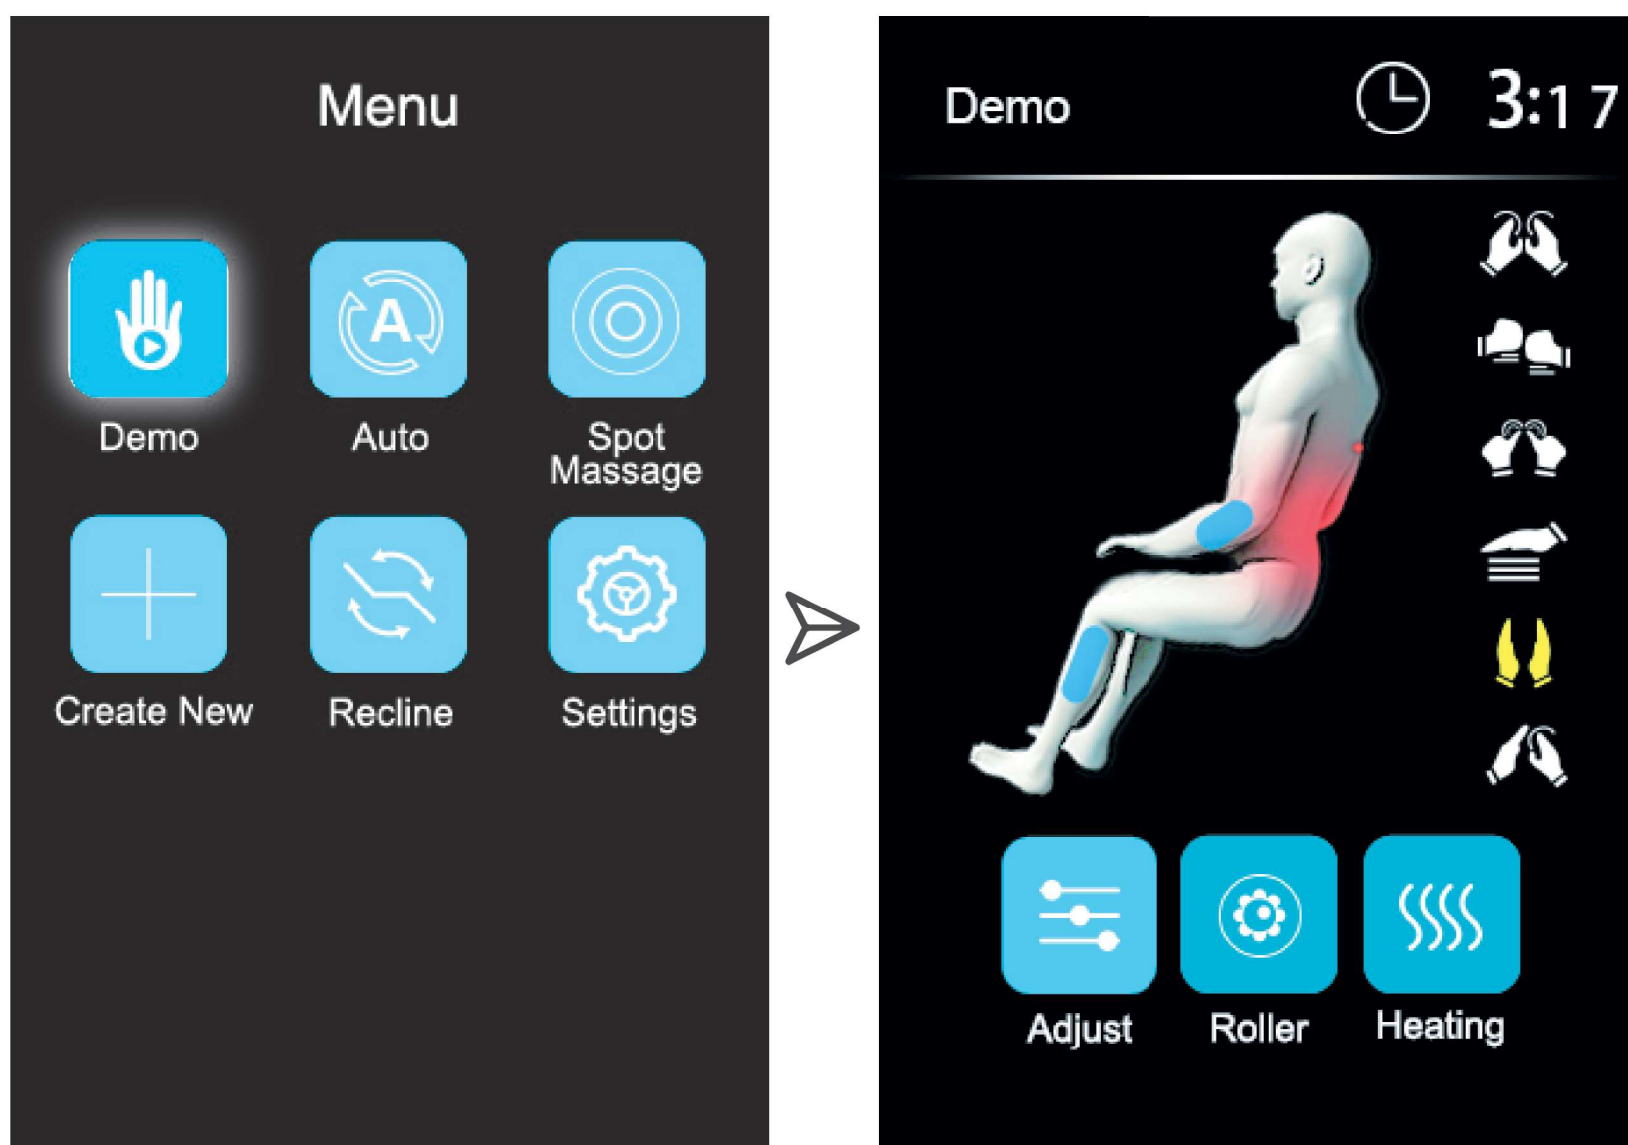 Menu
Demo
Auto
Spot
Massage
Create New
Recline
Settings
Demo
3:17
Adjust
Roller
Heating